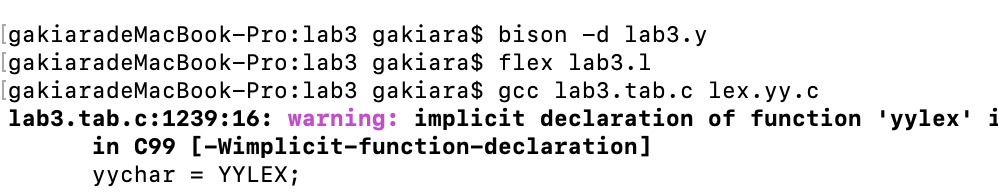 [gakiaradeMacBook-Pro:lab3 gakiara$ bison -d lab3.y
[gakiaradeMacBook-Pro:lab3 gakiara$ flex lab3.l
[gakiaradeMacBook-Pro:lab3 gakiara$ gcc lab3.tab.c lex.yy.c
lab3.tab.c:1239:16: warning: implicit declaration of function 'yylex' i
in C99 [-Wimplicit-function-declaration]
yychar = YYLEX;